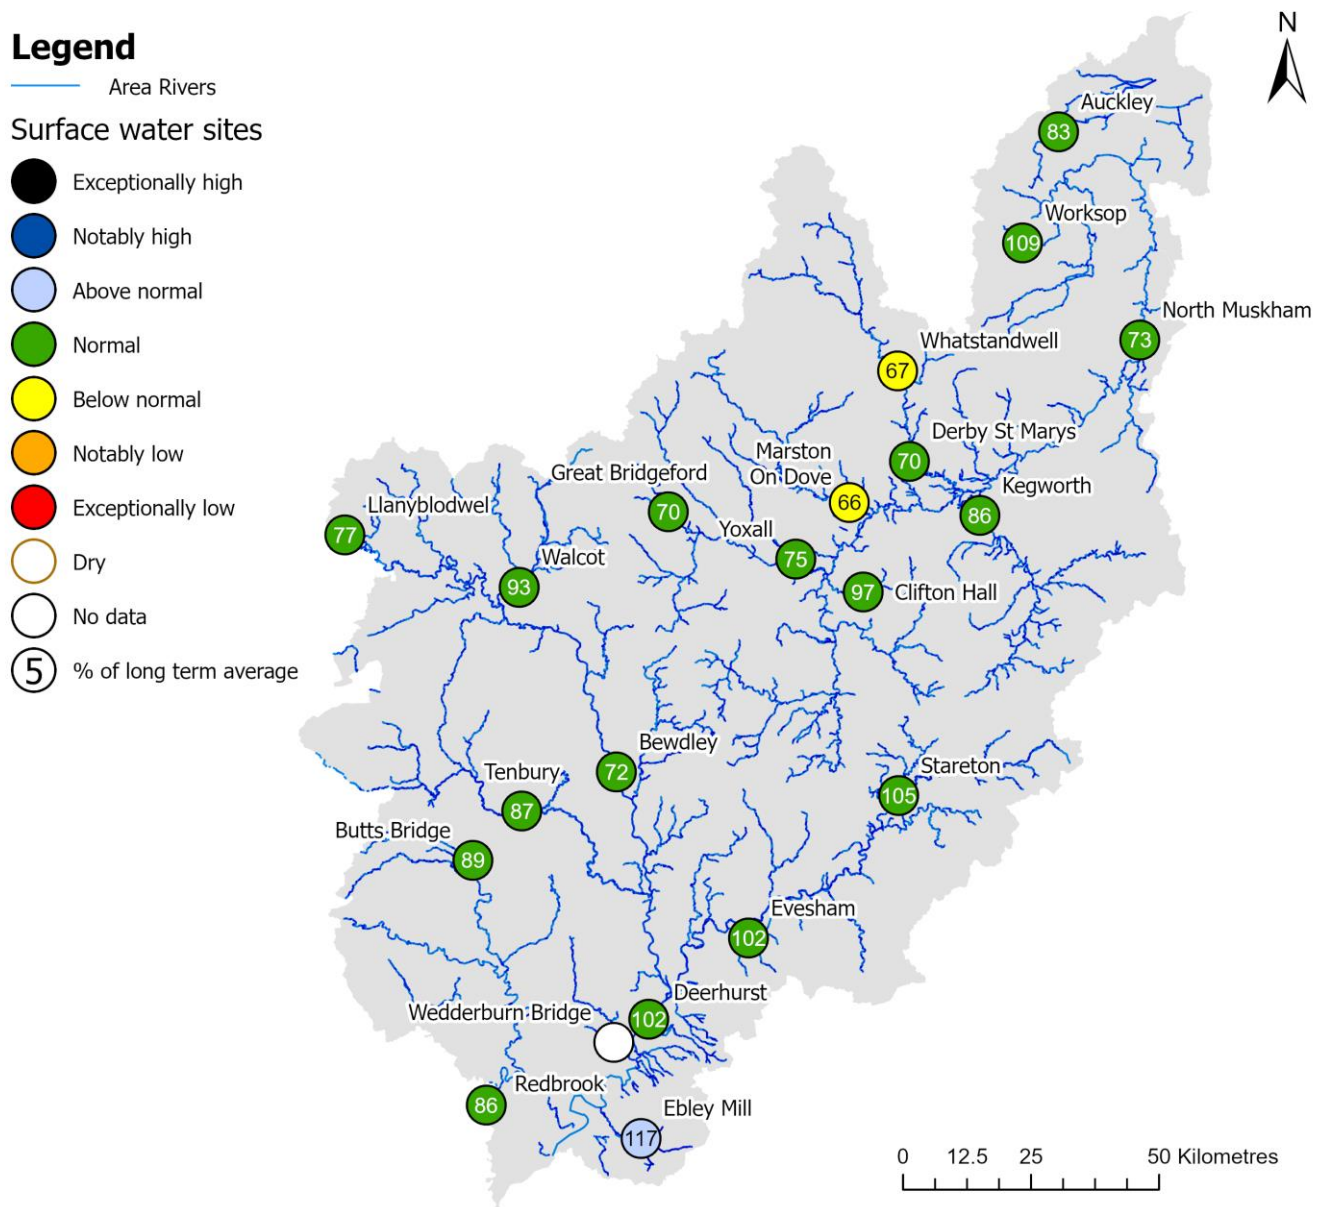 Legend
Area Rivers
Surface water sites
Exceptionally high
Notably high
Above normal
Normal
Below normal
Notably low
Exceptionally low
Dry
No data
5 % of long term average
N
Auckley
83
Worksop
109
North Muskham
73
Whatstandwell
67
Derby St Marys
70
Marston
On Dove
66
Kegworth
86
Great Bridgeford
70
Llanyblodwel
77
Yoxall
75
Walcot
93
Clifton Hall
97
Bewdley
72
Stareton
105
Tenbury
87
Butts Bridge
89
Evesham
102
Deerhurst
102
Wedderburn Bridge
Redbrook
86
Ebley Mill
117
0 12.5 25 50 Kilometres